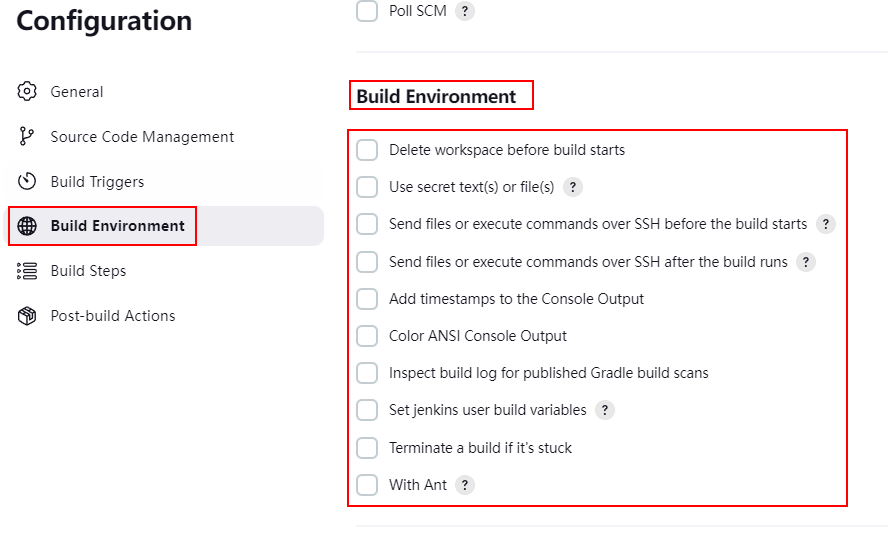 Configuration
General
Source Code Management
Build Triggers
Build Environment
Build Steps
Post-build Actions
Poll SCM ?
Build Environment
Delete workspace before build starts
Use secret text(s) or file(s) ?
Send files or execute commands over SSH before the build starts ?
Send files or execute commands over SSH after the build runs ?
Add timestamps to the Console Output
Color ANSI Console Output
Inspect build log for published Gradle build scans
Set jenkins user build variables ?
Terminate a build if it's stuck
With Ant ?